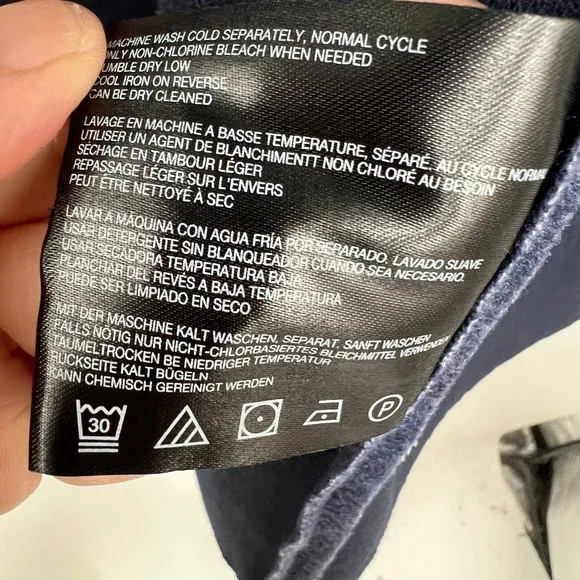 MACHINE WASH COLD SEPARATELY, NORMAL CYCLE
ONLY NON-CHLORINE BLEACH WHEN NEEDED
UMBLE DRY LOW
COOL IRON ON REVERSE
CAN BE DRY CLEANED
LAVAGE EN MACHINE A BASSE TEMPERATURE, SÉPARÉ. AU CYCLE NORMAL
UTILISER UN AGENT DE BLANCHIMENTT NON CHLORÉ AU BESOIN
SÉCHAGE EN TAMBOUR LÉGER
REPASSAGE LÉGER SUR L'ENVERS
PEUT ÉTRE NETTOYÉ À SEC
LAVAR A MÁQUINA CON AGUA FRÍA POR SEPARADO. LAVADO SUAVE
USAR DETERGENTE SIN BLANQUEADOR CUANDO SEA NECESARIO.
USAR SECADORA TEMPERATURA BAJA
PLANCHAR DEL REVÉS A BAJA TEMPERATURA
PUEDE SER LIMPIADO EN SECO
MIT DER MASCHINE KALT WASCHEN, SEPARAT. SANFT WASCHEN
FALLS NÖTIG NUR NICHT-CHLORBASIERTES BLEICHMITTEL VERWENDEN
TAUMELTROCKEN BE NIEDRIGER TEMPERATUR
RÜCKSEITE KALT BÜGELN
KANN CHEMISCH GEREINIGT WERDEN
30 P